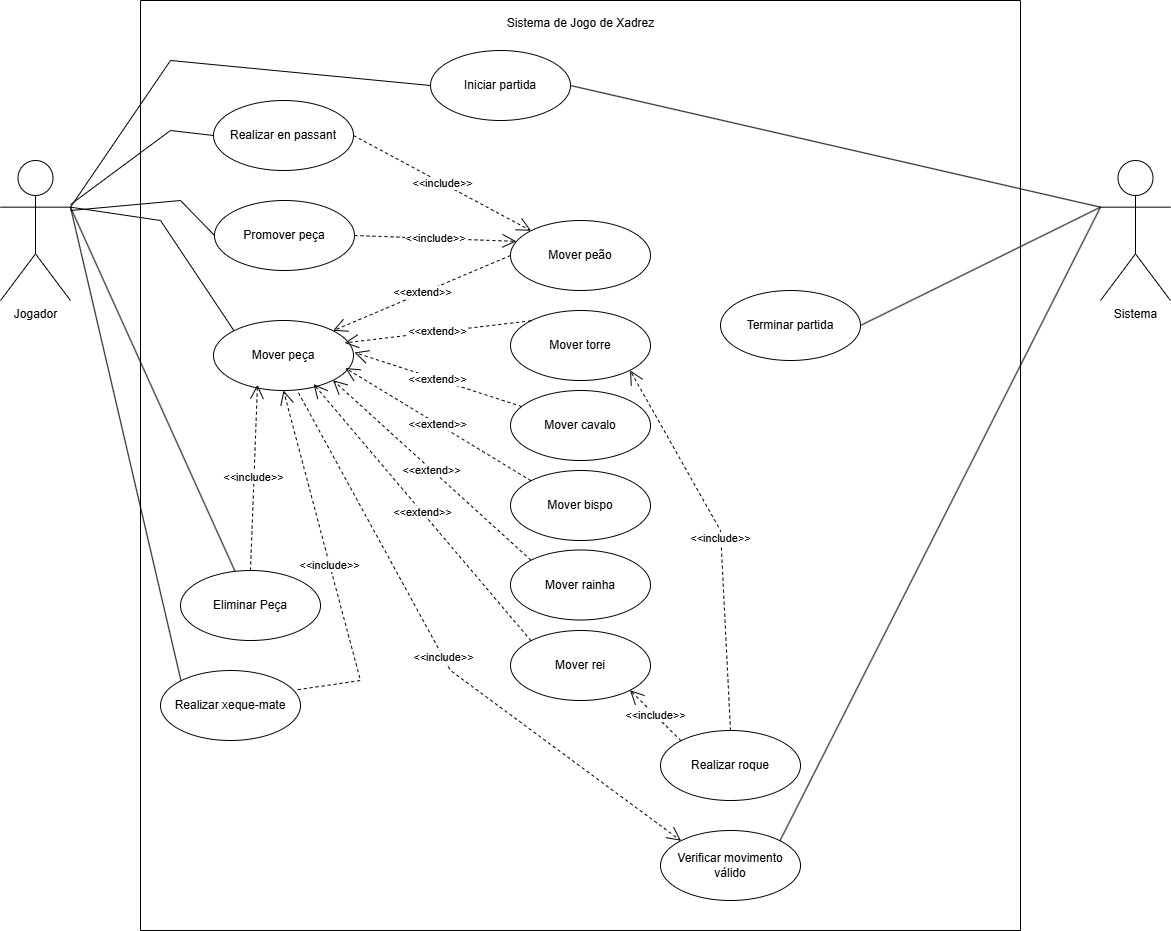 Sistema de Jogo de Xadrez
Iniciar partida
Realizar en passant
<<include>>
Promover peça
<<include>>
Mover peão
<<extend>>
Jogador
Sistema
Terminar partida
<<extend>>
Mover torre
Mover peça
<<extend>>
Mover cavalo
<<extend>>
<<extend>>
<<include>>
Mover bispo
<<extend>>
<<include>>
<<include>>
Mover rainha
Eliminar Peça
<<include>>
Mover rei
Realizar xeque-mate
<<include>>
Realizar roque
Verificar movimento
válido